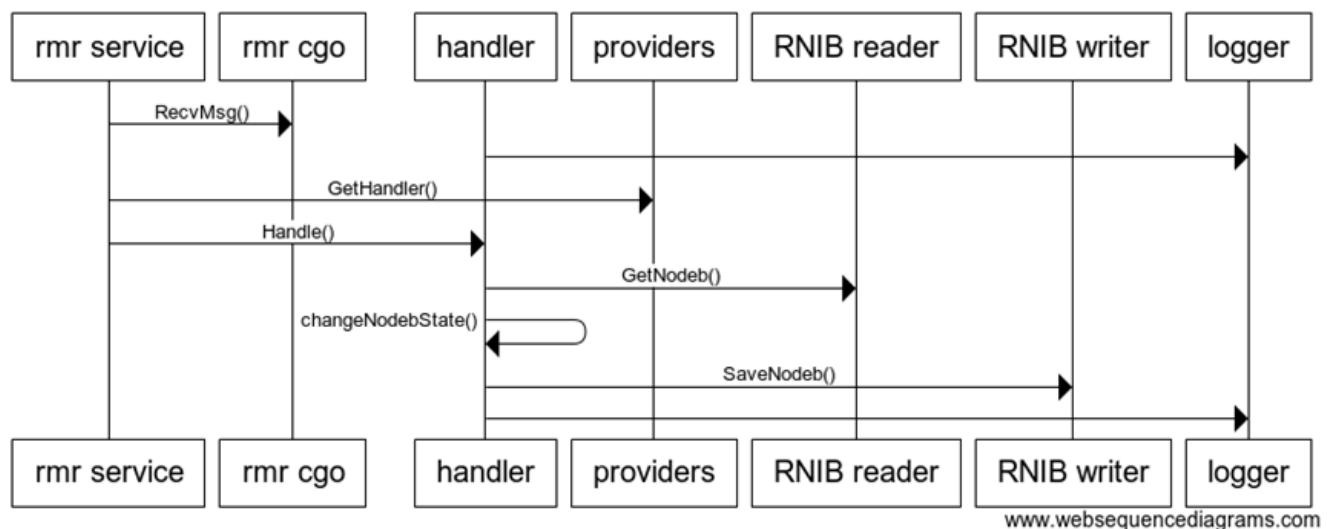 rmr service
rmr cgo
handler
providers
RNIB reader
RNIB writer
logger
RecvMsg()
GetHandler()
Handle()
GetNodeb()
changeNodebState()
SaveNodeb()
rmr service
rmr cgo
handler
providers
RNIB reader
RNIB writer
logger
www.websequencediagrams.com